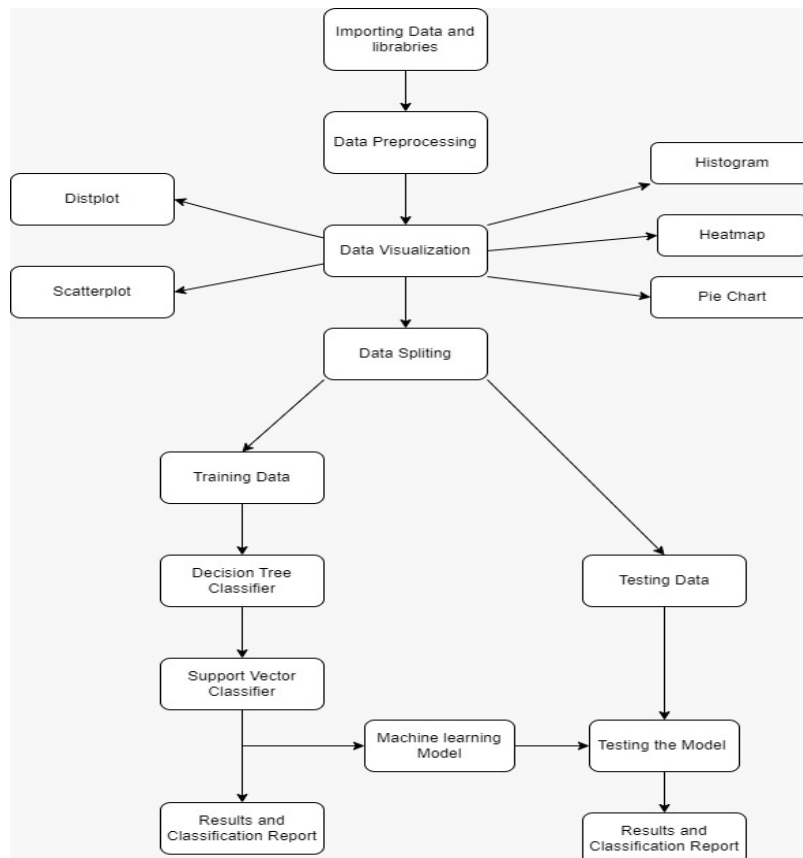 Importing Data and
librabries
Data Preprocessing
Histogram
Distplot
Heatmap
Data Visualization
Scatterplot
Pie Chart
Data Spliting
Training Data
Decision Tree
Classifier
Testing Data
Support Vector
Classifier
Machine learning
Model
Testing the Model
Results and
Classification Report
Results and
Classification Report